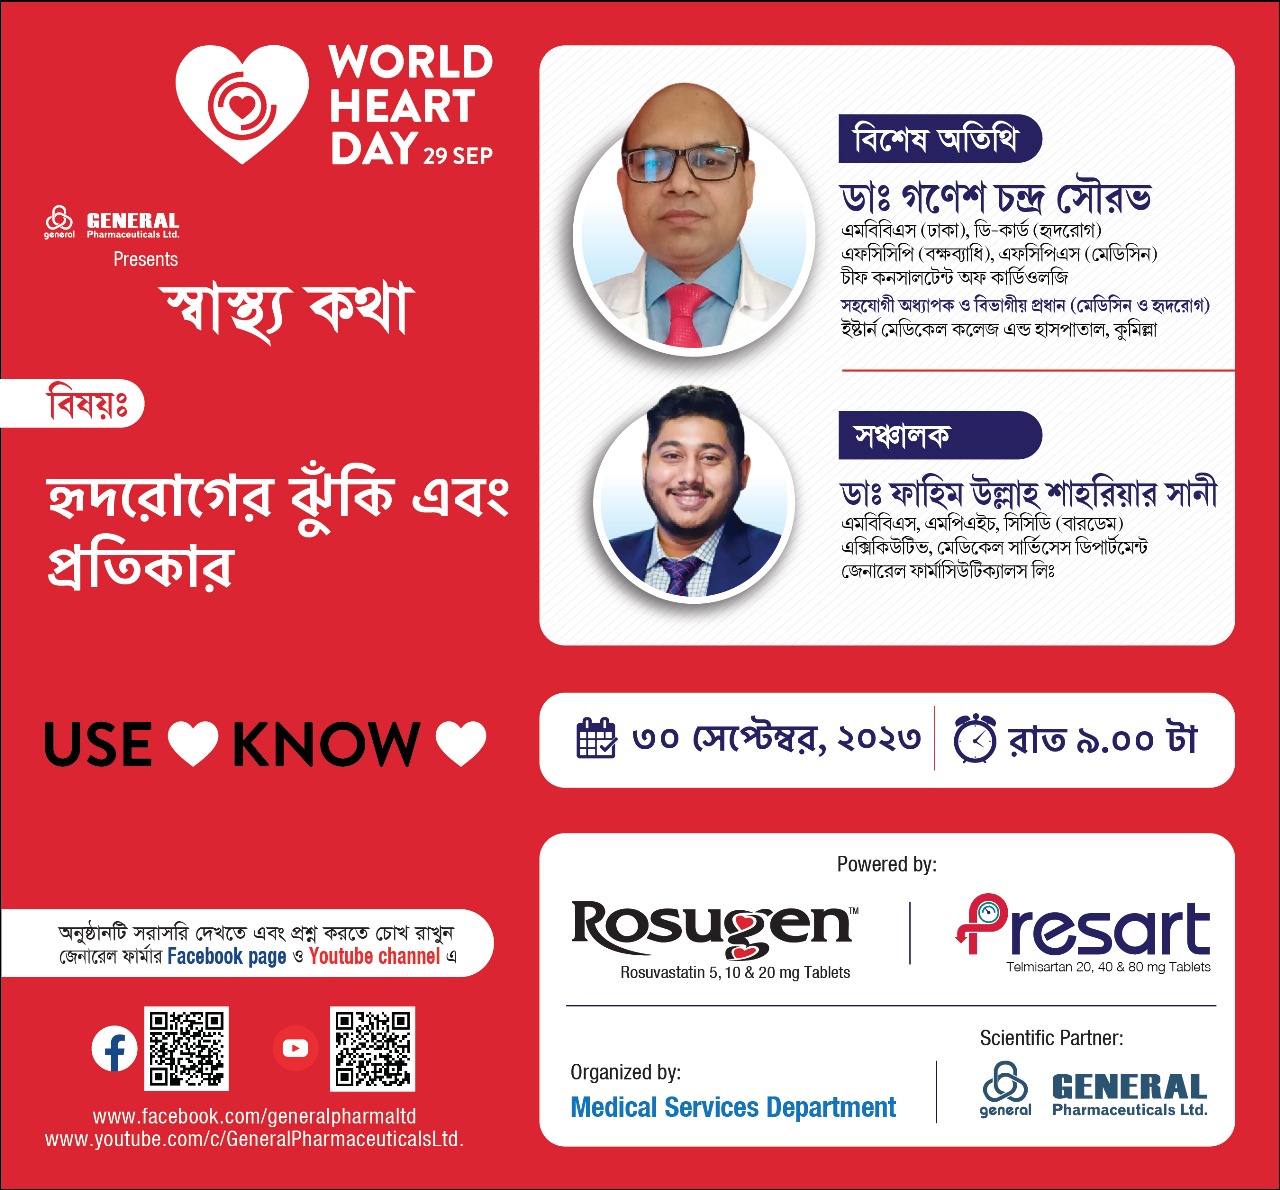 WORLD
HEART
DAY 29 SEP
general
GENERAL
Pharmaceuticals Ltd.
Presents
স্বাস্থ্য কথা
বিষয়ঃ
হৃদরোগের ঝুঁকি এবং
প্রতিকার
USE KNOW
বিশেষ অতিথি
ডাঃ গণেশ চন্দ্র সৌরভ
এমবিবিএস (ঢাকা), ডি-কার্ড (হৃদরোগ)
এফসিসিপি (বক্ষব্যাধি), এফসিপিএস (মেডিসিন)
চীফ কনসালটেন্ট অফ কার্ডিওলজি
সহযোগী অধ্যাপক ও বিভাগীয় প্রধান (মেডিসিন ও হৃদরোগ)
ইষ্টার্ন মেডিকেল কলেজ এন্ড হাসপাতাল, কুমিল্লা
সঞ্চালক
ডাঃ ফাহিম উল্লাহ শাহরিয়ার সানী
এমবিবিএস, এমপিএইচ, সিসিডি (বারডেম)
এক্সিকিউটিভ, মেডিকেল সার্ভিসেস ডিপার্টমেন্ট
জেনারেল ফার্মাসিউটিক্যালস লিঃ
৩০ সেপ্টেম্বর, ২০২৩
রাত ৯.০০ টা
অনুষ্ঠানটি সরাসরি দেখতে এবং প্রশ্ন করতে চোখ রাখুন
জেনারেল ফার্মার Facebook page ও Youtube channel এ
www.facebook.com/generalpharmaltd
www.youtube.com/c/GeneralPharmaceuticalsLtd.
Powered by:
Rosugen™
Rosuvastatin 5, 10 & 20 mg Tablets
Presart
Telmisartan 20, 40 & 80 mg Tablets
Organized by:
Medical Services Department
Scientific Partner:
general
GENERAL
Pharmaceuticals Ltd.